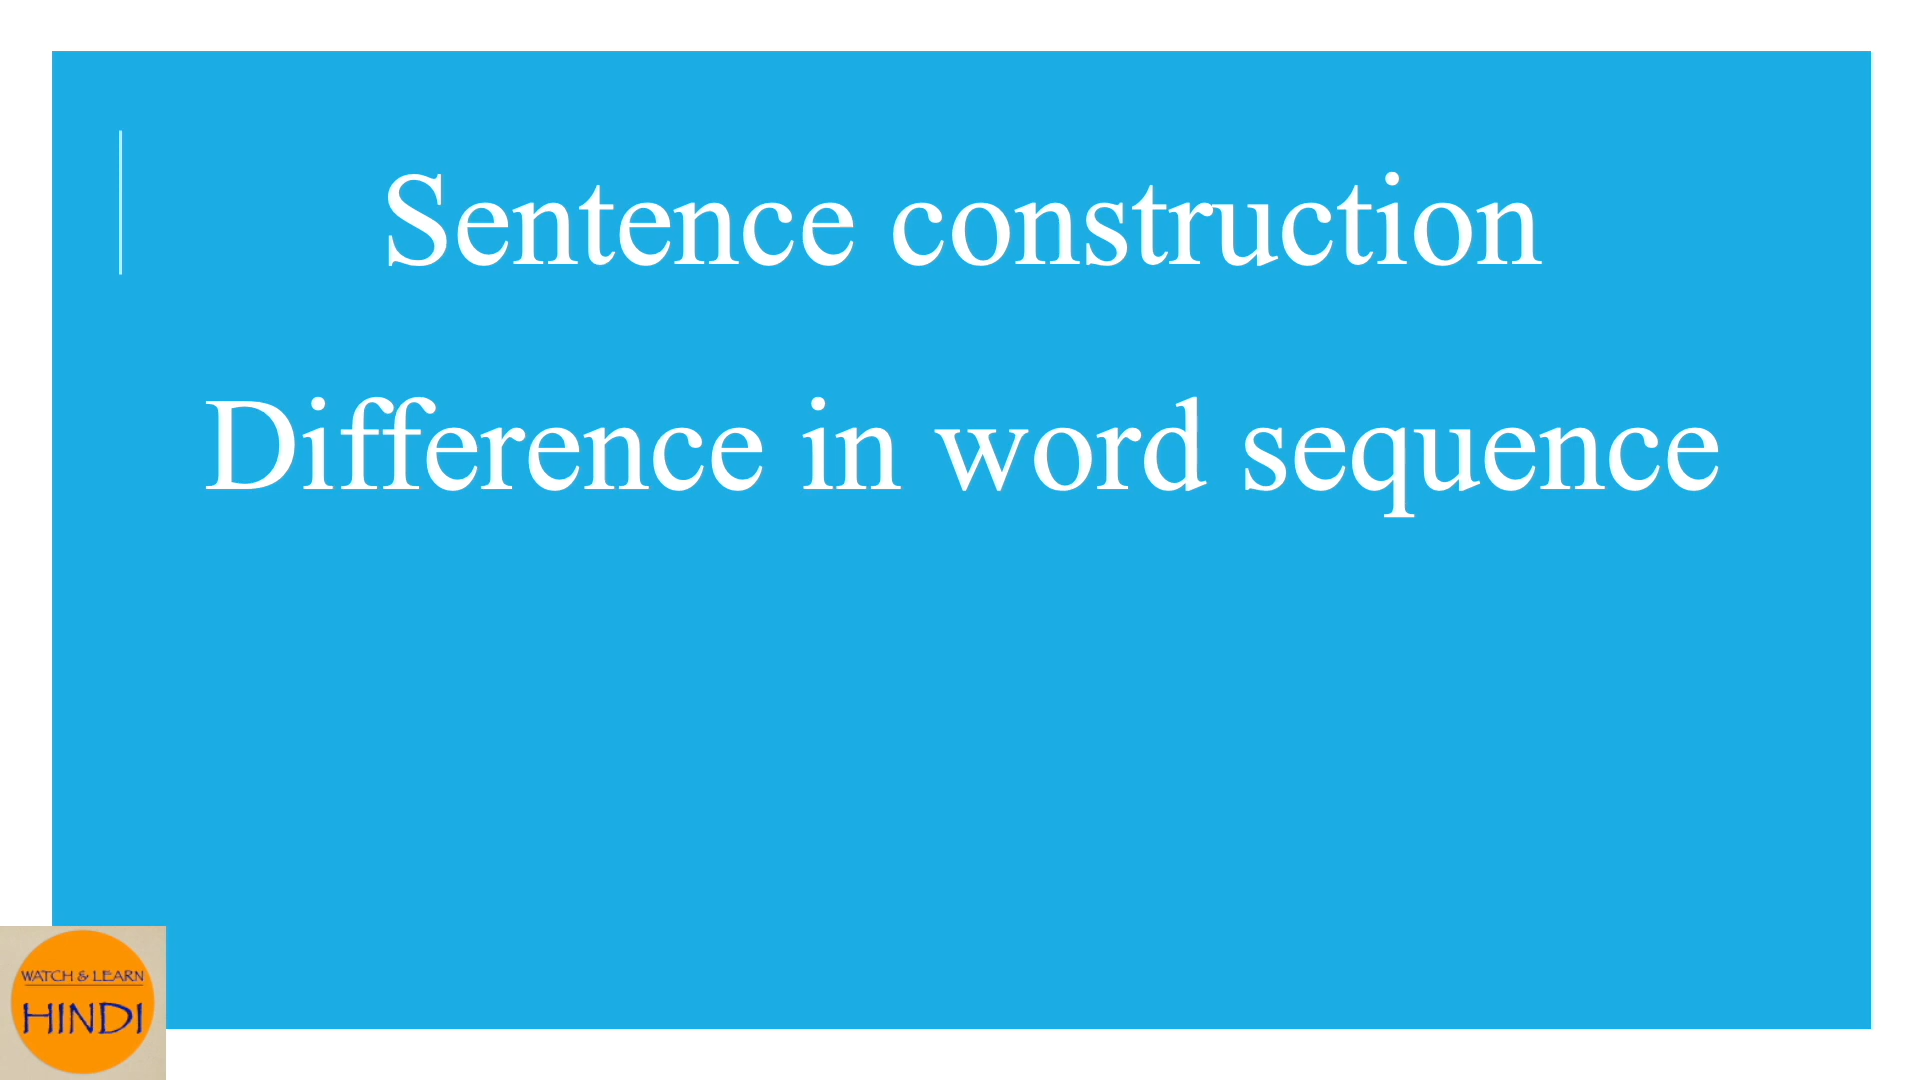 Sentence construction
Difference in word sequence
WATCH & LEARN
HINDI